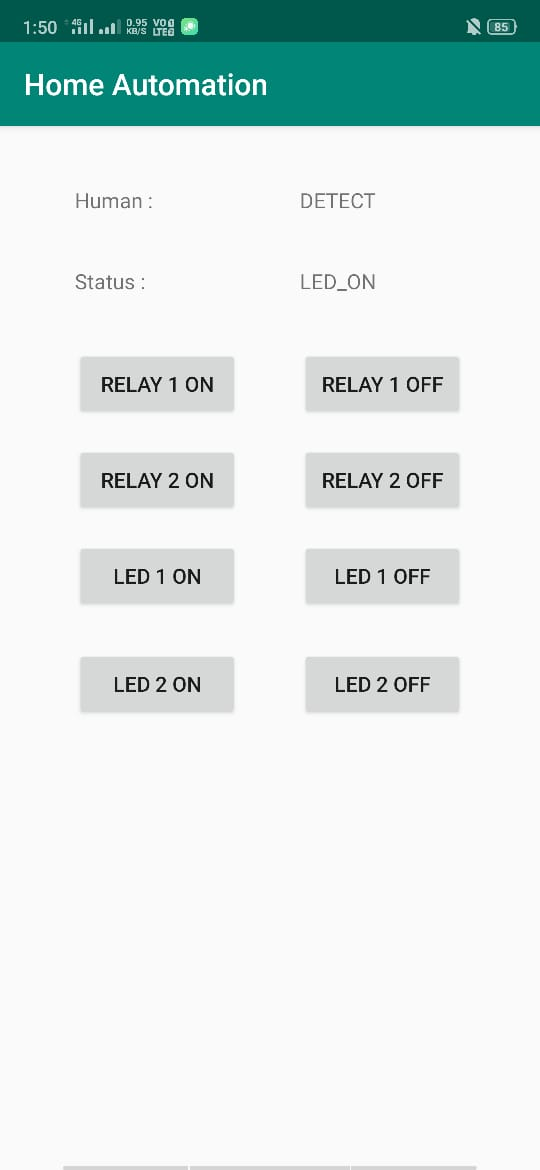 1:50 4G 0.95 KB/S VO LTE 85
Home Automation
Human : DETECT
Status : LED_ON
RELAY 1 ON RELAY 1 OFF
RELAY 2 ON RELAY 2 OFF
LED 1 ON LED 1 OFF
LED 2 ON LED 2 OFF